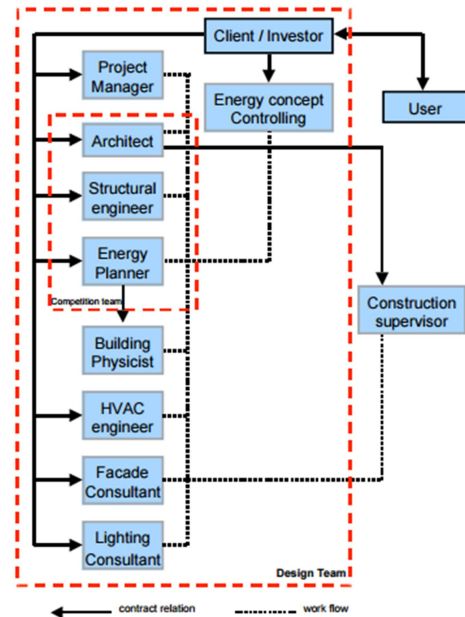 Client / Investor
Project
Manager
Energy concept
Controlling
User
Architect
Structural
engineer
Energy
Planner
Competition team
Construction
supervisor
Building
Physicist
HVAC
engineer
Facade
Consultant
Lighting
Consultant
Design Team
contract relation
work flow